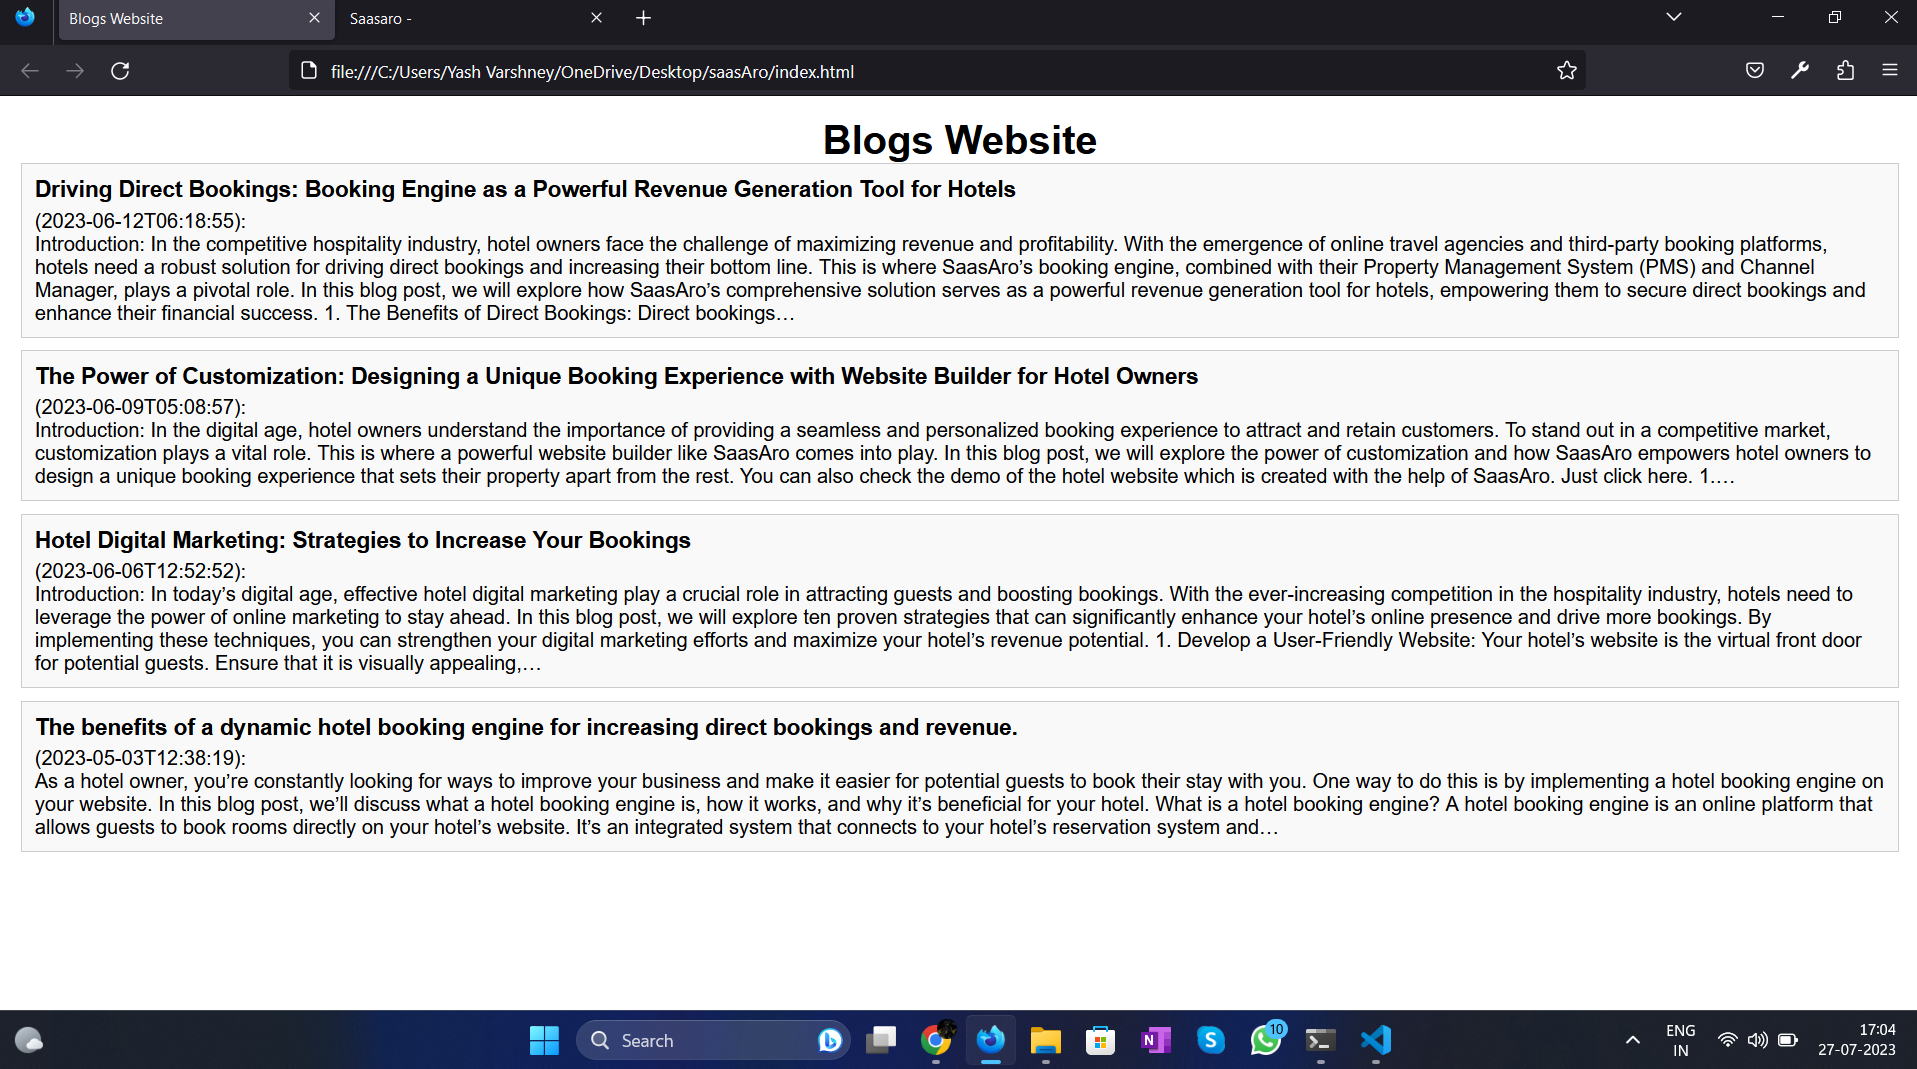 Blogs Website
Saasaro -
file:///C:/Users/Yash Varshney/OneDrive/Desktop/saasAro/index.html
Blogs Website
Driving Direct Bookings: Booking Engine as a Powerful Revenue Generation Tool for Hotels
(2023-06-12T06:18:55):
Introduction: In the competitive hospitality industry, hotel owners face the challenge of maximizing revenue and profitability. With the emergence of online travel agencies and third-party booking platforms,
hotels need a robust solution for driving direct bookings and increasing their bottom line. This is where SaasAro’s booking engine, combined with their Property Management System (PMS) and Channel
Manager, plays a pivotal role. In this blog post, we will explore how SaasAro’s comprehensive solution serves as a powerful revenue generation tool for hotels, empowering them to secure direct bookings and
enhance their financial success. 1. The Benefits of Direct Bookings: Direct bookings…
The Power of Customization: Designing a Unique Booking Experience with Website Builder for Hotel Owners
(2023-06-09T05:08:57):
Introduction: In the digital age, hotel owners understand the importance of providing a seamless and personalized booking experience to attract and retain customers. To stand out in a competitive market,
customization plays a vital role. This is where a powerful website builder like SaasAro comes into play. In this blog post, we will explore the power of customization and how SaasAro empowers hotel owners to
design a unique booking experience that sets their property apart from the rest. You can also check the demo of the hotel website which is created with the help of SaasAro. Just click here. 1.…
Hotel Digital Marketing: Strategies to Increase Your Bookings
(2023-06-06T12:52:52):
Introduction: In today’s digital age, effective hotel digital marketing play a crucial role in attracting guests and boosting bookings. With the ever-increasing competition in the hospitality industry, hotels need to
leverage the power of online marketing to stay ahead. In this blog post, we will explore ten proven strategies that can significantly enhance your hotel’s online presence and drive more bookings. By
implementing these techniques, you can strengthen your digital marketing efforts and maximize your hotel’s revenue potential. 1. Develop a User-Friendly Website: Your hotel’s website is the virtual front door
for potential guests. Ensure that it is visually appealing,…
The benefits of a dynamic hotel booking engine for increasing direct bookings and revenue.
(2023-05-03T12:38:19):
As a hotel owner, you’re constantly looking for ways to improve your business and make it easier for potential guests to book their stay with you. One way to do this is by implementing a hotel booking engine on
your website. In this blog post, we’ll discuss what a hotel booking engine is, how it works, and why it’s beneficial for your hotel. What is a hotel booking engine? A hotel booking engine is an online platform that
allows guests to book rooms directly on your hotel’s website. It’s an integrated system that connects to your hotel’s reservation system and…
Search
N
S
10
ENG
IN
17:04
27-07-2023